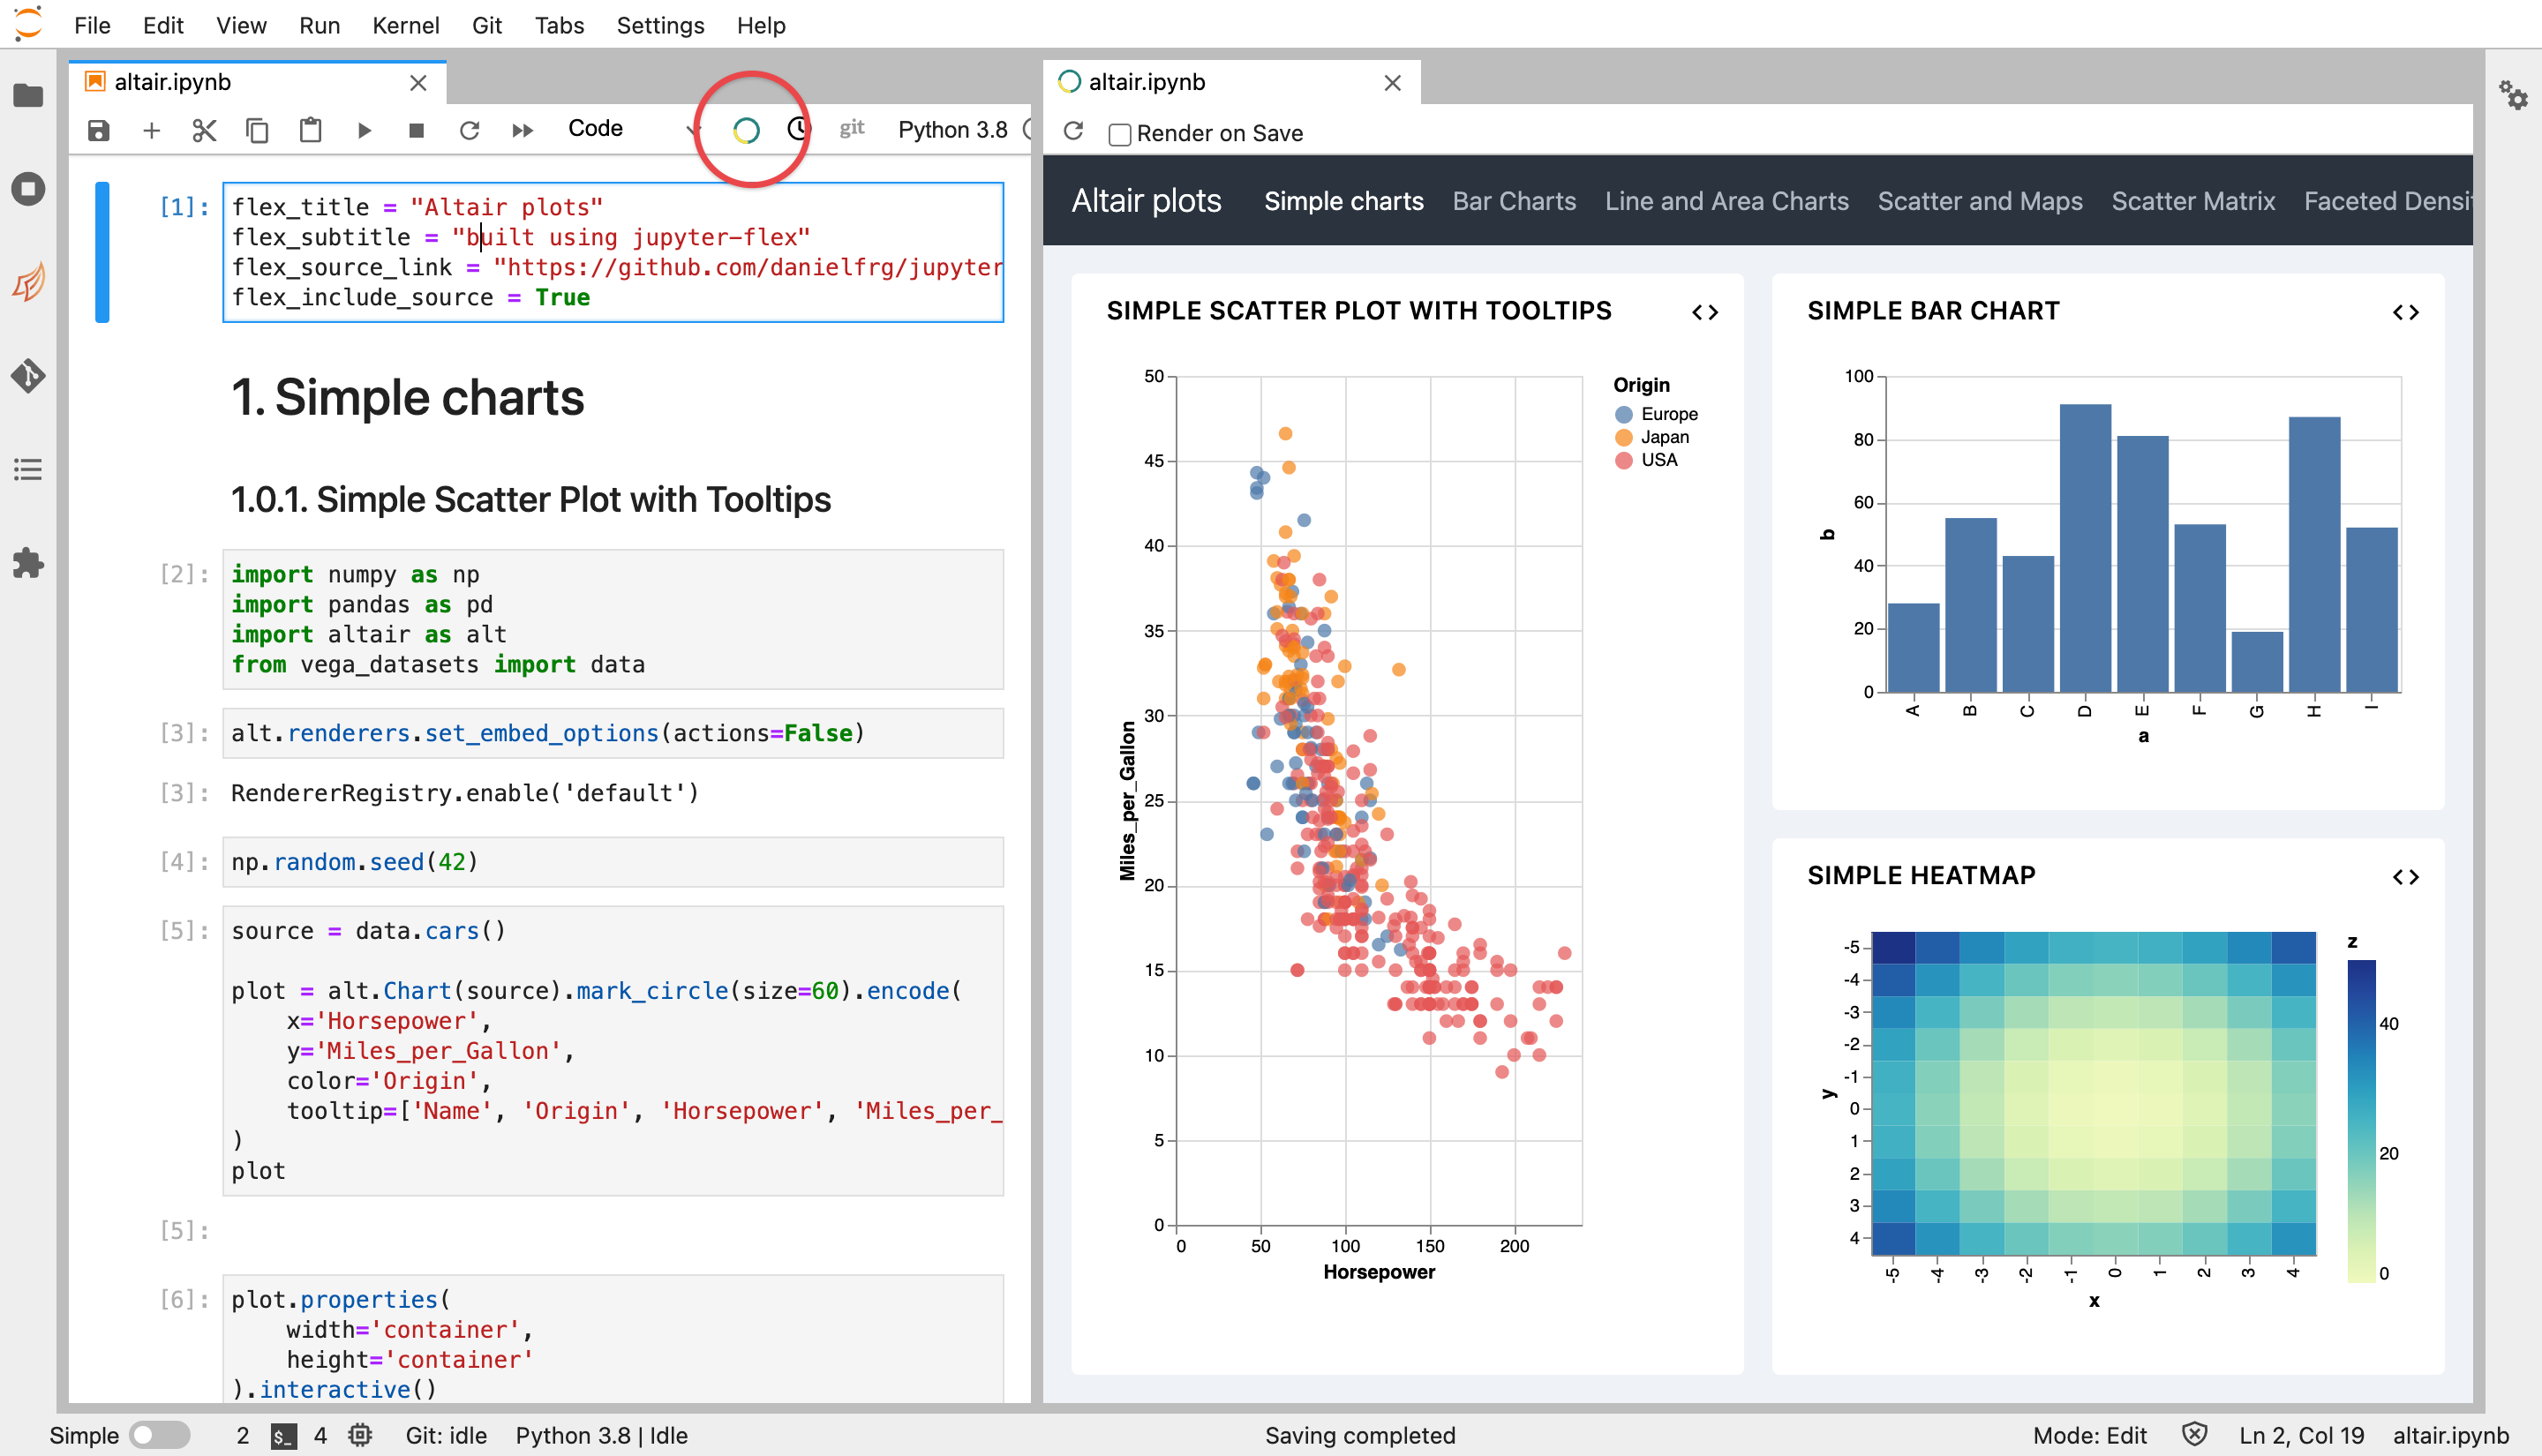 File Edit View Run Kernel Git Tabs Settings Help
altair.ipynb
Code git Python 3.8
[1]: flex_title = "Altair plots"
flex_subtitle = "built using jupyter-flex"
flex_source_link = "https://github.com/danielfrg/jupyter
flex_include_source = True
1. Simple charts
1.0.1. Simple Scatter Plot with Tooltips
[2]: import numpy as np
import pandas as pd
import altair as alt
from vega_datasets import data
[3]: alt.renderers.set_embed_options(actions=False)
[3]: RendererRegistry.enable('default')
[4]: np.random.seed(42)
[5]: source = data.cars()
plot = alt.Chart(source).mark_circle(size=60).encode(
x='Horsepower',
y='Miles_per_Gallon',
color='Origin',
tooltip=['Name', 'Origin', 'Horsepower', 'Miles_per_
)
plot
[5]:
[6]: plot.properties(
width='container',
height='container'
).interactive()
altair.ipynb
Render on Save
Altair plots Simple charts Bar Charts Line and Area Charts Scatter and Maps Scatter Matrix Faceted Densi
SIMPLE SCATTER PLOT WITH TOOLTIPS <>
50
45
40
35
30
25
20
15
10
5
0
Miles_per_Gallon
0 50 100 150 200
Horsepower
Origin
Europe
Japan
USA
SIMPLE BAR CHART <>
100
80
60
40
20
0
b
A B C D E F G H I
a
SIMPLE HEATMAP <>
-5
-4
-3
-2
-1
0
1
2
3
4
y
-5 -4 -3 -2 -1 0 1 2 3 4
x
z
40
20
0
Simple 2 $_ 4 Git: idle Python 3.8 | Idle Saving completed Mode: Edit Ln 2, Col 19 altair.ipynb